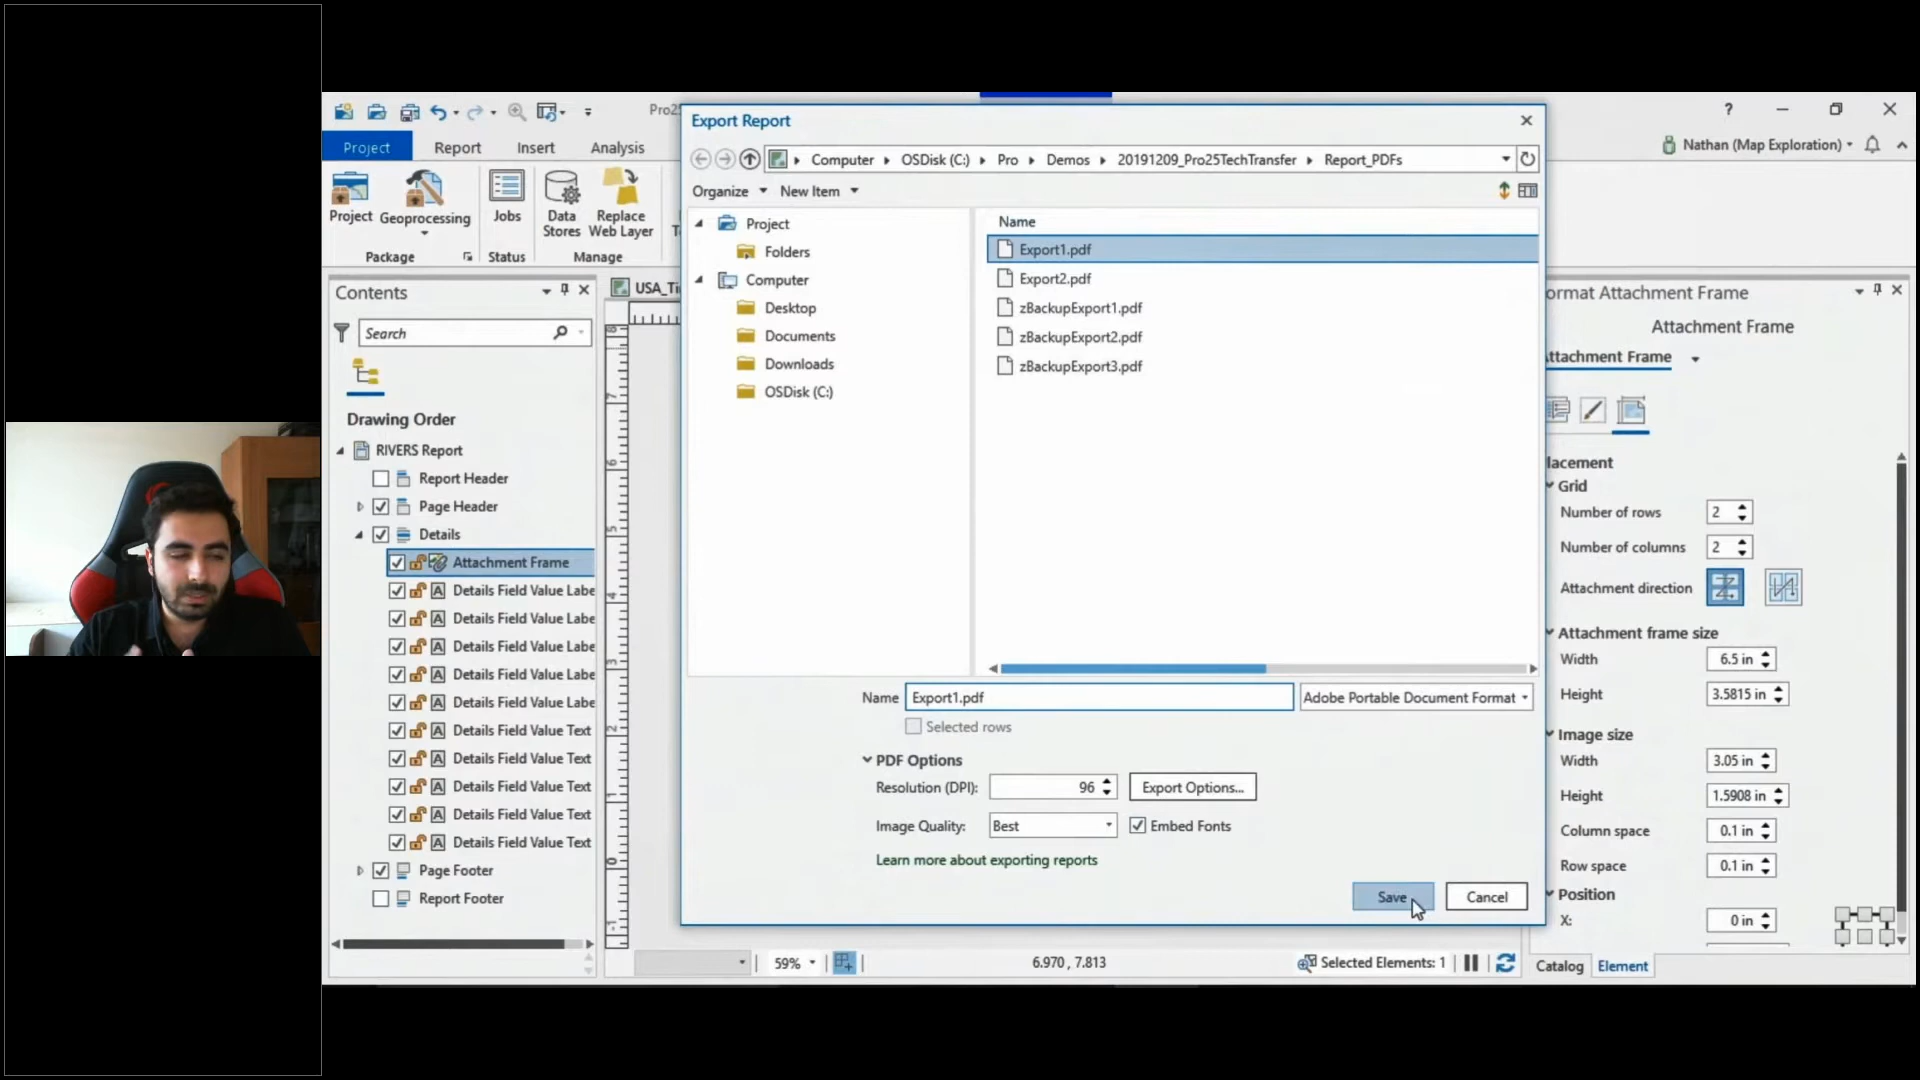 Pro25
?
Nathan (Map Exploration)
Project
Report
Insert
Analysis
Project
Geoprocessing
Jobs
Data Stores
Replace Web Layer
Package
Status
Manage
Contents
Search
Drawing Order
RIVERS Report
Report Header
Page Header
Details
Attachment Frame
Details Field Value Labe
Details Field Value Labe
Details Field Value Labe
Details Field Value Labe
Details Field Value Labe
Details Field Value Text
Details Field Value Text
Details Field Value Text
Details Field Value Text
Details Field Value Text
Page Footer
Report Footer
USA_Ti
Export Report
Computer OSDisk (C:) Pro Demos 20191209_Pro25TechTransfer Report_PDFs
Organize New Item
Project
Folders
Computer
Desktop
Documents
Downloads
OSDisk (C:)
Name
Export1.pdf
Export2.pdf
zBackupExport1.pdf
zBackupExport2.pdf
zBackupExport3.pdf
Name Export1.pdf Adobe Portable Document Format
Selected rows
PDF Options
Resolution (DPI): 96 Export Options...
Image Quality: Best Embed Fonts
Learn more about exporting reports
Save Cancel
59%
6.970 , 7.813
Selected Elements: 1
ormat Attachment Frame
Attachment Frame
ttachment Frame
lacement
Grid
Number of rows 2
Number of columns 2
Attachment direction
Attachment frame size
Width 6.5 in
Height 3.5815 in
Image size
Width 3.05 in
Height 1.5908 in
Column space 0.1 in
Row space 0.1 in
Position
X: 0 in
Catalog Element